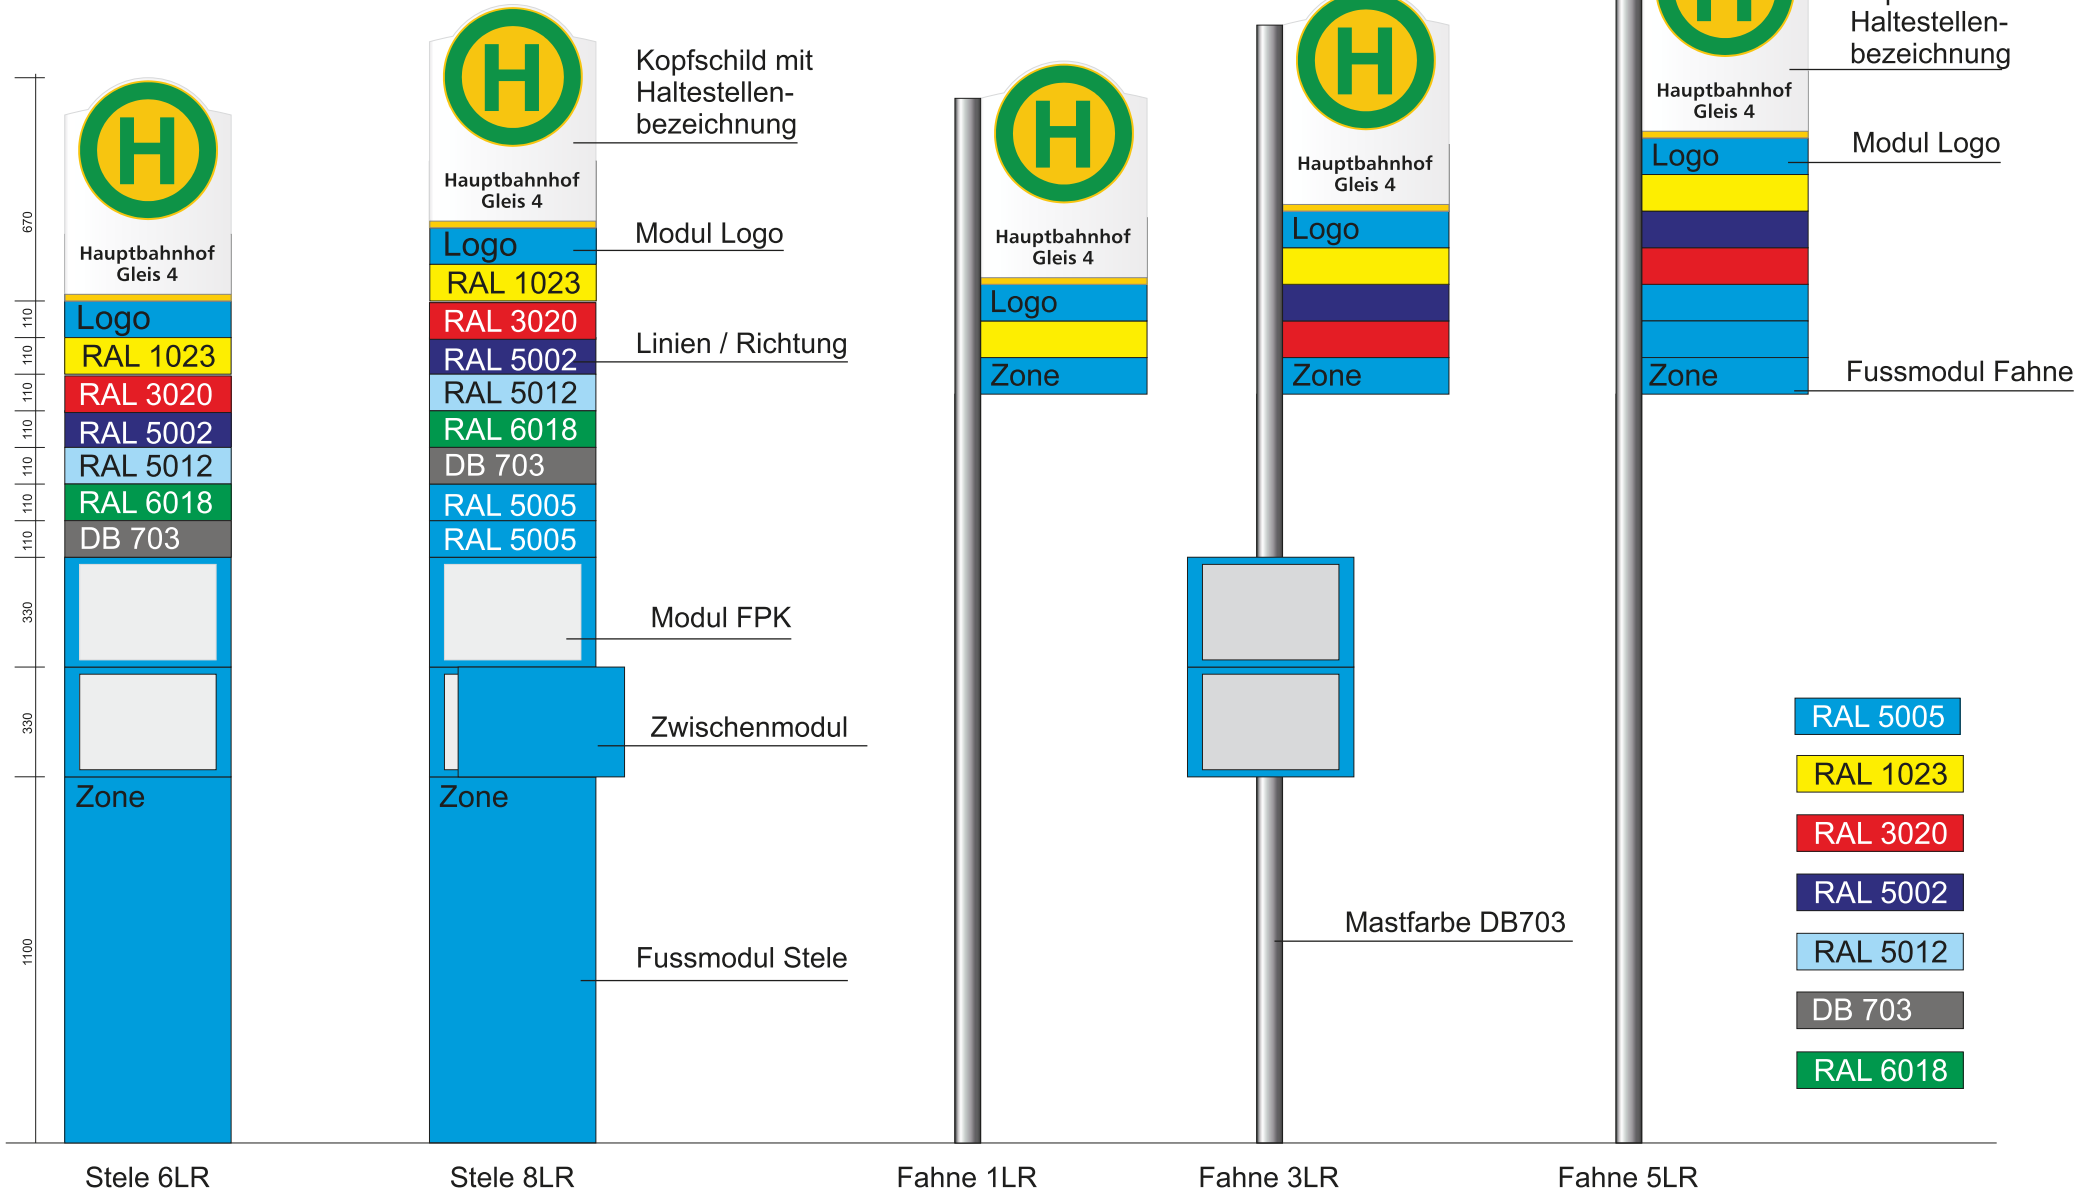 H
Hauptbahnhof
Gleis 4
Logo
RAL 1023
RAL 3020
RAL 5002
RAL 5012
RAL 6018
DB 703
Zone
Stele 6LR
670
110
110
110
110
110
110
110
330
330
1100
H
Hauptbahnhof
Gleis 4
Logo
RAL 1023
RAL 3020
RAL 5002
RAL 5012
RAL 6018
DB 703
RAL 5005
RAL 5005
Zone
Stele 8LR
Kopfschild mit
Haltestellen-
bezeichnung
Modul Logo
Linien / Richtung
Modul FPK
Zwischenmodul
Fussmodul Stele
H
Hauptbahnhof
Gleis 4
Logo
Zone
Fahne 1LR
H
Hauptbahnhof
Gleis 4
Logo
Zone
Mastfarbe DB703
Fahne 3LR
H
Hauptbahnhof
Gleis 4
Logo
Zone
Fahne 5LR
Haltestellen-
bezeichnung
Modul Logo
Fussmodul Fahne
RAL 5005
RAL 1023
RAL 3020
RAL 5002
RAL 5012
DB 703
RAL 6018